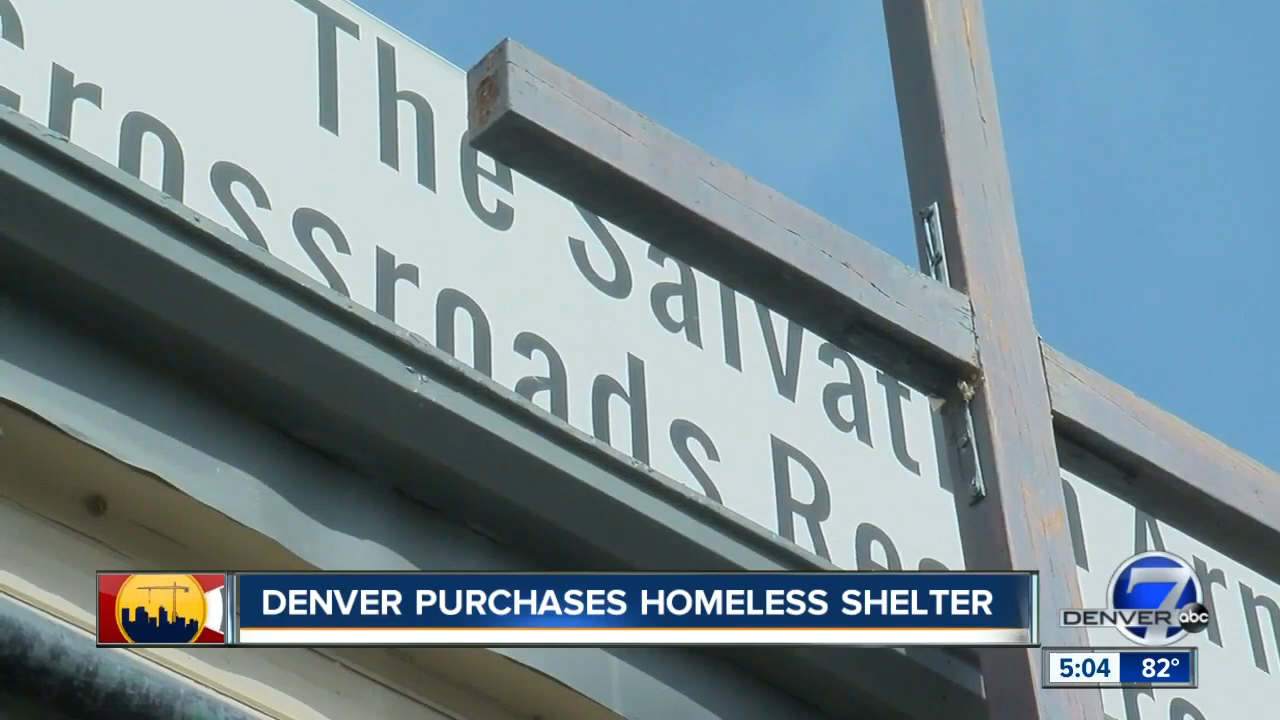 The Salvation Army
Crossroads
DENVER PURCHASES HOMELESS SHELTER
DENVER 7 abc
5:04 82°